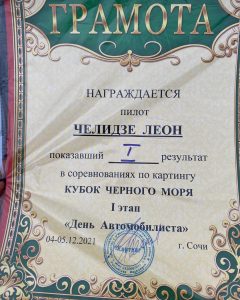 ГРАМОТА
НАГРАЖДАЕТСЯ
пилот
ЧЕЛИДЗЕ ЛЕОН
показавший I результат
в соревнованиях по картингу
КУБОК ЧЕРНОГО МОРЯ
I этап
«День Автомобилиста»
04-05.12.2021 г. Сочи